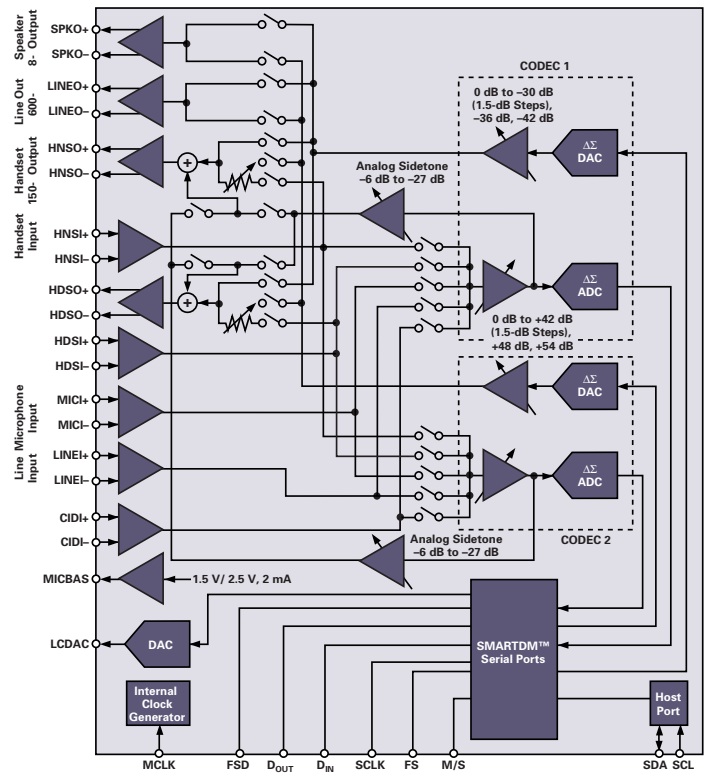 Speaker
8- Output
SPKO+
SPKO–
Line Out
600-
LINEO+
LINEO–
Handset
150- Output
HNSO+
HNSO–
Handset
Input
HNSI+
HNSI–
HDSO+
HDSO–
HDSI+
HDSI–
Microphone
Input
MICI+
MICI–
Line
Input
LINEI+
LINEI–
CIDI+
CIDI–
MICBAS
1.5 V/ 2.5 V, 2 mA
LCDAC
DAC
Internal
Clock
Generator
CODEC 1
0 dB to –30 dB
(1.5-dB Steps),
–36 dB, –42 dB
ΔΣ
DAC
Analog Sidetone
–6 dB to –27 dB
ΔΣ
ADC
0 dB to +42 dB
(1.5-dB Steps),
+48 dB, +54 dB
ΔΣ
DAC
ΔΣ
ADC
CODEC 2
Analog Sidetone
–6 dB to –27 dB
SMARTDM™
Serial Ports
Host
Port
MCLK
FSD
DOUT
DIN
SCLK
FS
M/S
SDA
SCL